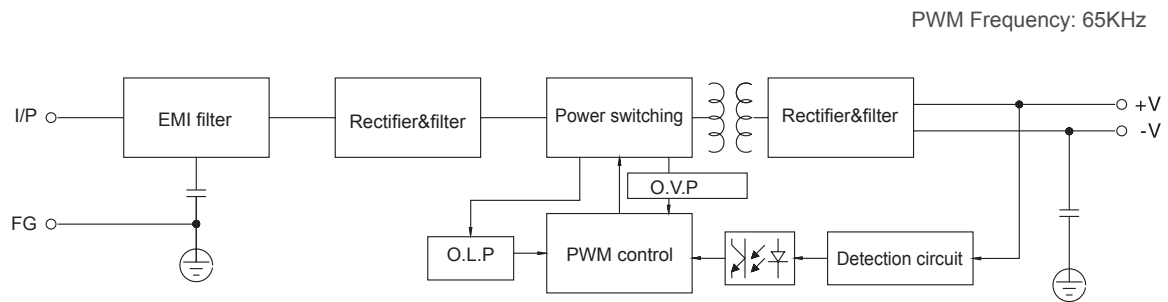 PWM Frequency: 65KHz
I/P
EMI filter
Rectifier&filter
Power switching
Rectifier&filter
+V
-V
O.V.P
FG
O.L.P
PWM control
Detection circuit